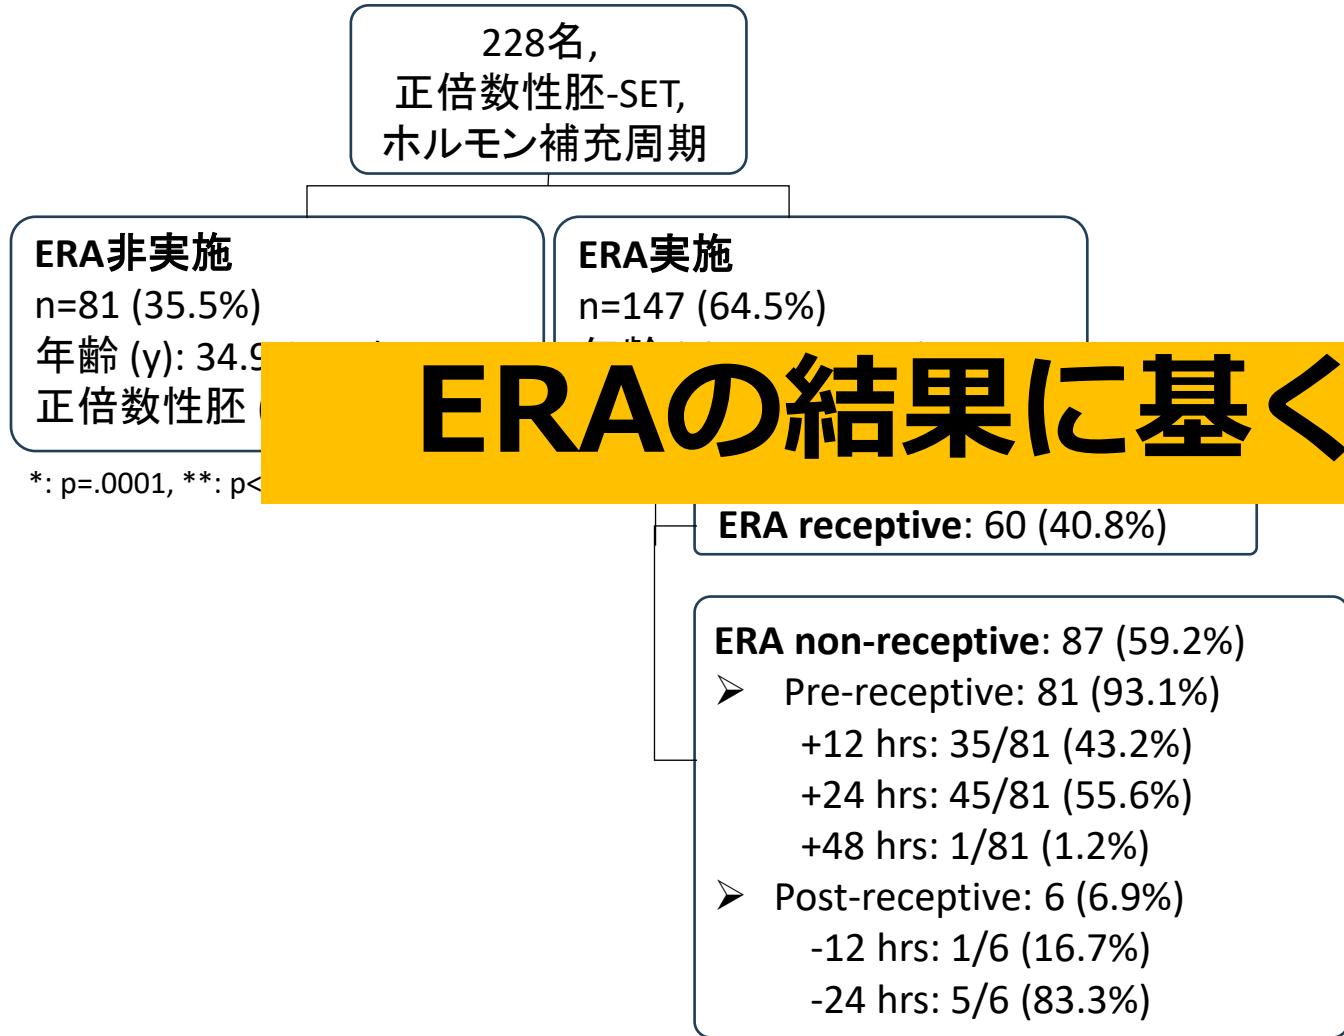 228名,
正倍数性胚-SET,
ホルモン補充周期
ERA非実施
n=81 (35.5%)
年齢 (y): 34.9
正倍数性胚
*: p=.0001, **: p<
ERA実施
n=147 (64.5%)
ERAの結果に基く
ERA receptive: 60 (40.8%)
ERA non-receptive: 87 (59.2%)
➢ Pre-receptive: 81 (93.1%)
+12 hrs: 35/81 (43.2%)
+24 hrs: 45/81 (55.6%)
+48 hrs: 1/81 (1.2%)
➢ Post-receptive: 6 (6.9%)
-12 hrs: 1/6 (16.7%)
-24 hrs: 5/6 (83.3%)